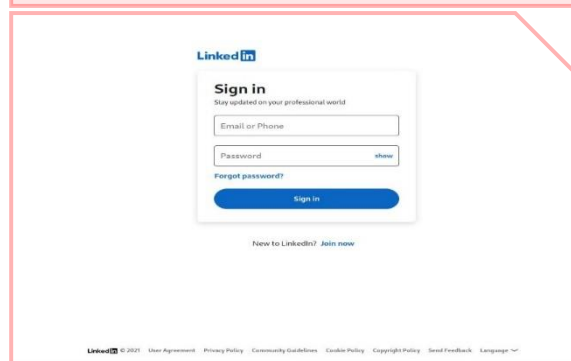 Linked in
Sign in
Stay updated on your professional world
Email or Phone
Password show
Forgot password?
Sign in
New to LinkedIn? Join now
Linked in © 2021 User Agreement Privacy Policy Community Guidelines Cookie Policy Copyright Policy Send Feedback Language